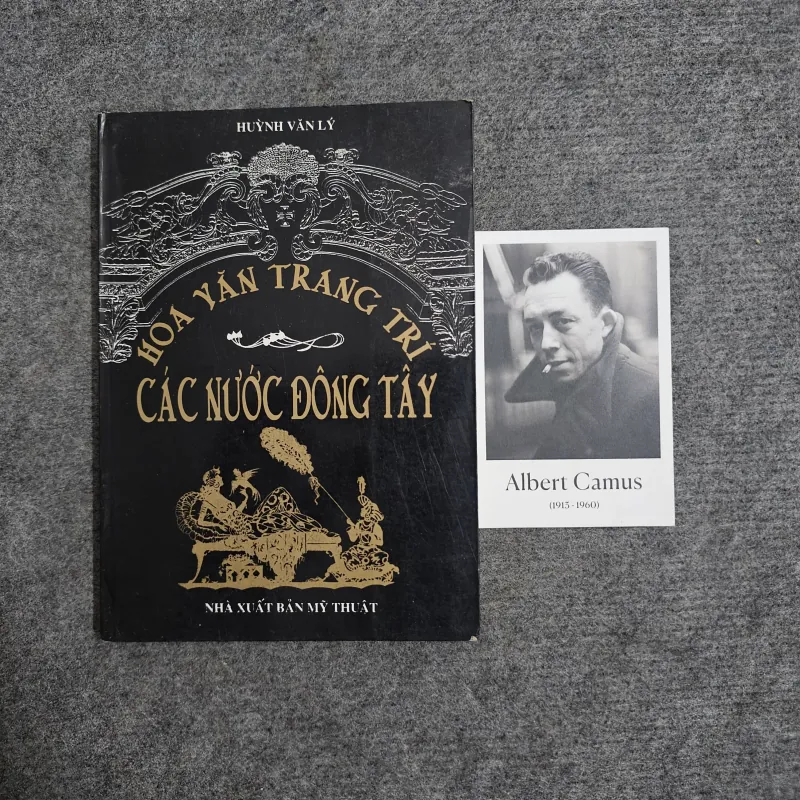 HUỲNH VĂN LÝ
HOA VĂN TRANG TRÍ
CÁC NƯỚC ĐÔNG TÂY
NHÀ XUẤT BẢN MỸ THUẬT
Albert Camus
(1913 - 1960)